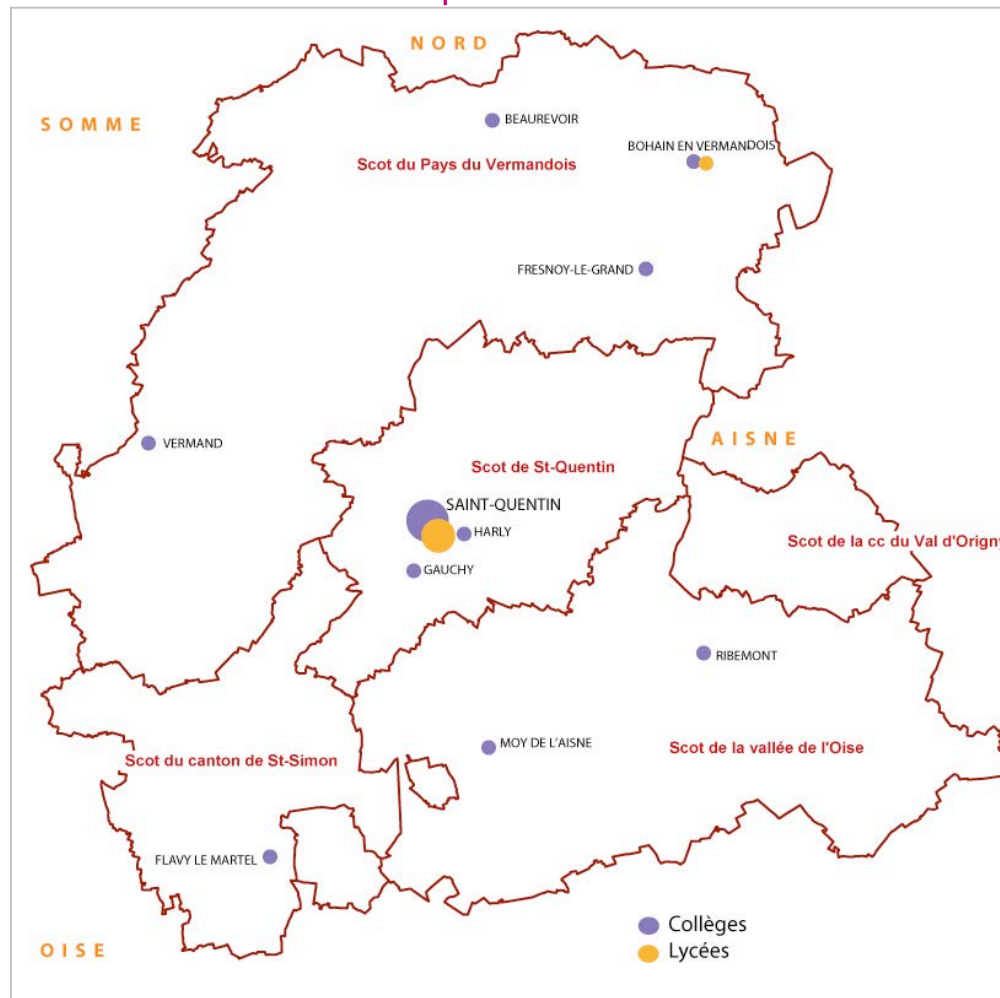 NORD
SOMME
BEAUREVOIR
BOHAIN EN VERMANDOIS
Scot du Pays du Vermandois
FRESNOY-LE-GRAND
AISNE
VERMAND
Scot de St-Quentin
SAINT-QUENTIN
HARLY
Scot de la cc du Val d'Origny
GAUCHY
RIBEMONT
MOY DE L'AISNE
Scot de la vallée de l'Oise
Scot du canton de St-Simon
FLAVY LE MARTEL
Collèges
Lycées
OISE